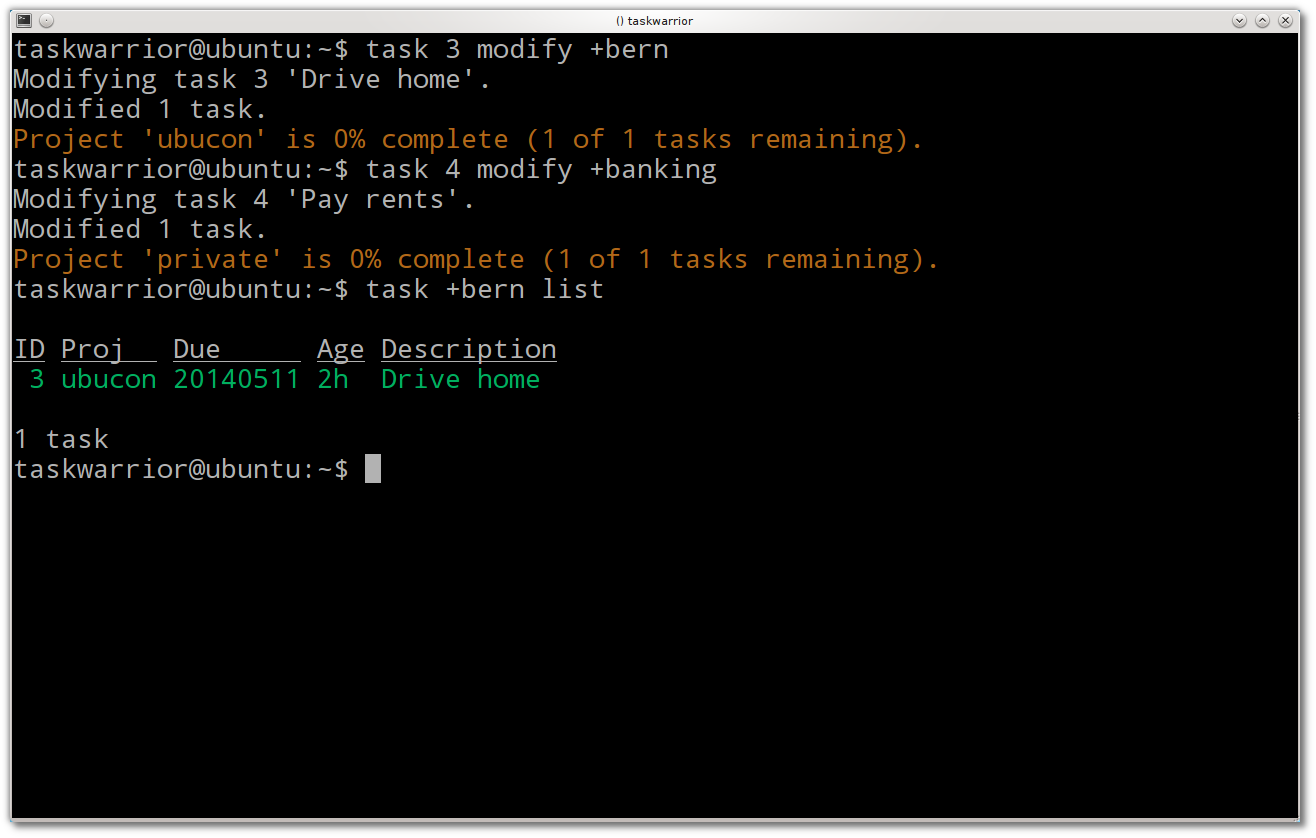 () taskwarrior
taskwarrior@ubuntu:~$ task 3 modify +bern
Modifying task 3 'Drive home'.
Modified 1 task.
Project 'ubucon' is 0% complete (1 of 1 tasks remaining).
taskwarrior@ubuntu:~$ task 4 modify +banking
Modifying task 4 'Pay rents'.
Modified 1 task.
Project 'private' is 0% complete (1 of 1 tasks remaining).
taskwarrior@ubuntu:~$ task +bern list
ID Proj Due Age Description
3 ubucon 20140511 2h Drive home
1 task
taskwarrior@ubuntu:~$